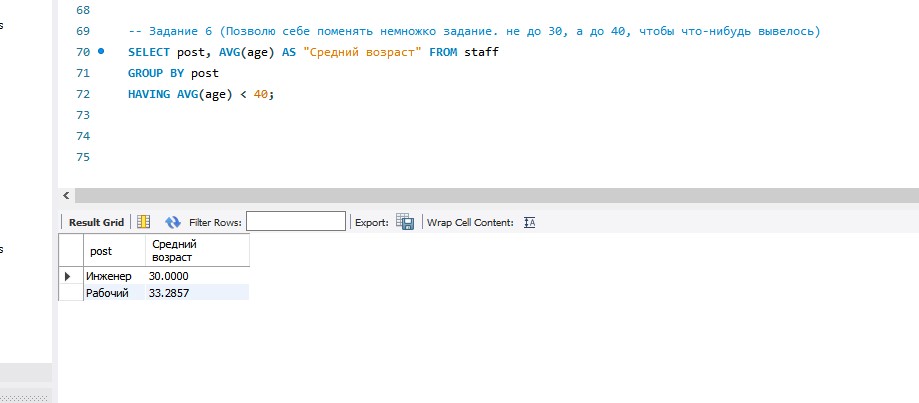 s
68
69 -- Задание 6 (Позволю себе поменять немножко задание. не до 30, а до 40, чтобы что-нибудь вывелось)
70 SELECT post, AVG(age) AS "Средний возраст" FROM staff
71 GROUP BY post
72 HAVING AVG(age) < 40;
73
74
75
Result Grid Filter Rows: Export: Wrap Cell Content: IA
s
post Средний
возраст
Инженер 30.0000
Рабочий 33.2857